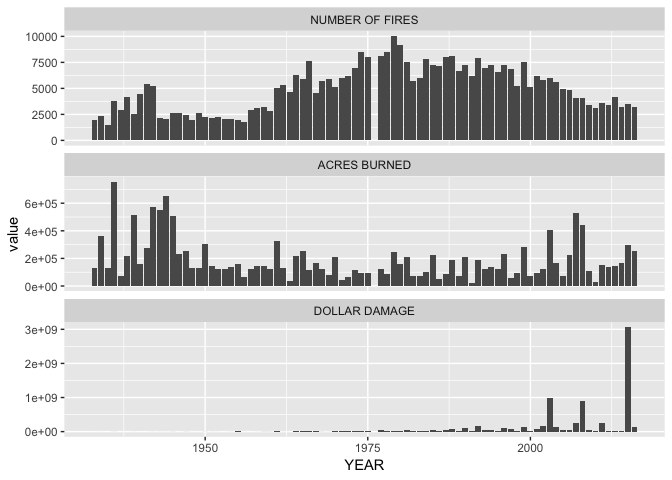 NUMBER OF FIRES
10000
7500
5000
2500
0
ACRES BURNED
6e+05
4e+05
2e+05
0e+00
value
DOLLAR DAMAGE
3e+09
2e+09
1e+09
0e+00
1950 1975 2000
YEAR